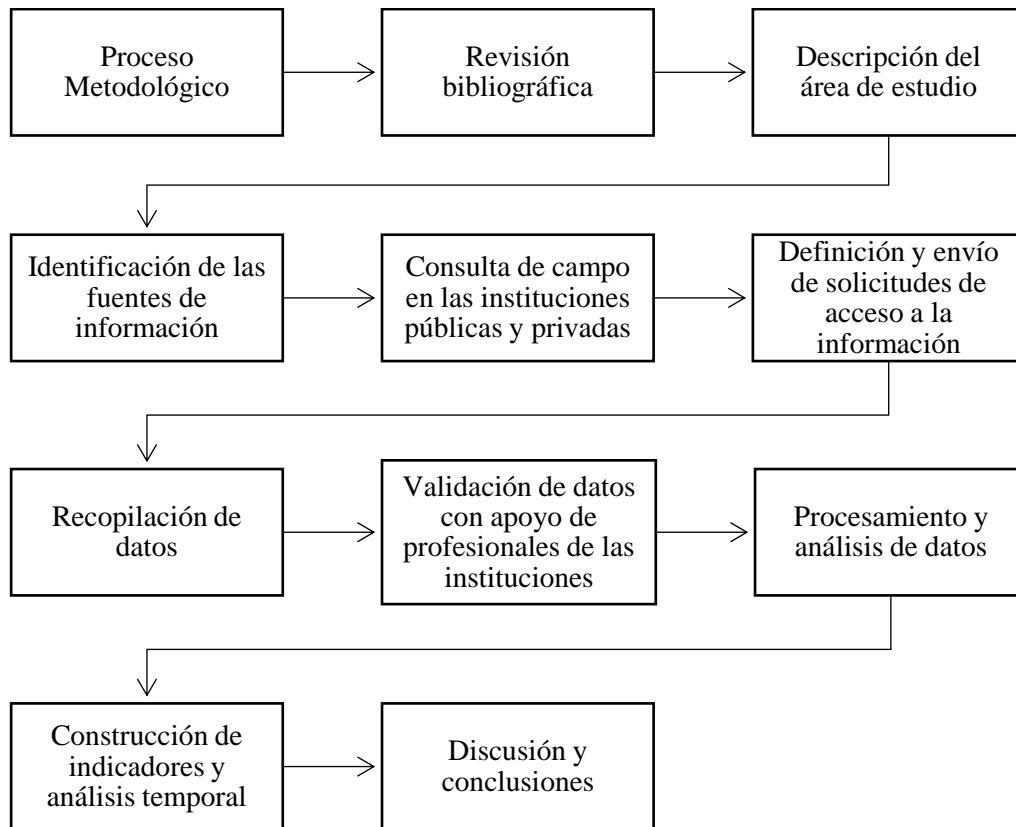 Proceso
Metodológico
Revisión
bibliográfica
Descripción del
área de estudio
Identificación de las
fuentes de
información
Consulta de campo
en las instituciones
públicas y privadas
Definición y envío
de solicitudes de
acceso a la
información
Recopilación de
datos
Validación de datos
con apoyo de
profesionales de las
instituciones
Procesamiento y
análisis de datos
Construcción de
indicadores y
análisis temporal
Discusión y
conclusiones